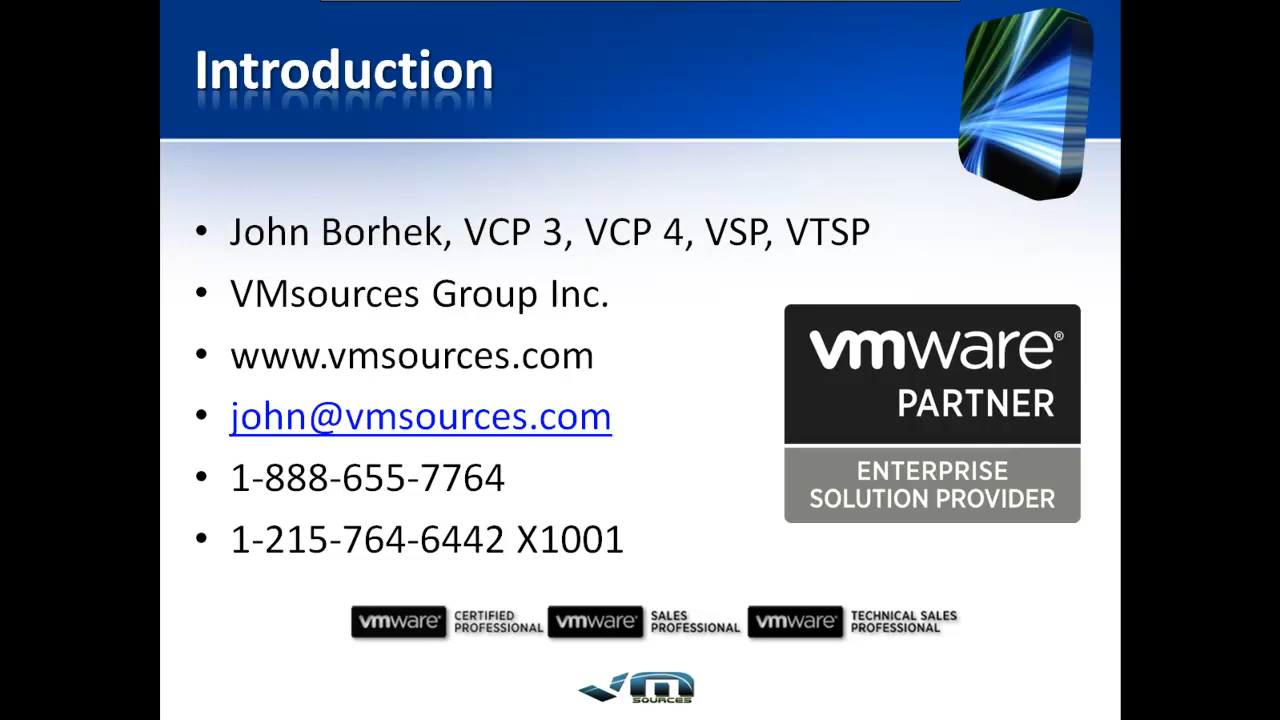 Introduction
• John Borhek, VCP 3, VCP 4, VSP, VTSP
• VMsources Group Inc.
• www.vmsources.com
• john@vmsources.com
• 1-888-655-7764
• 1-215-764-6442 X1001
vmware®
PARTNER
ENTERPRISE
SOLUTION PROVIDER
vmware® CERTIFIED PROFESSIONAL
vmware® SALES PROFESSIONAL
vmware® TECHNICAL SALES PROFESSIONAL
VM
SOURCES